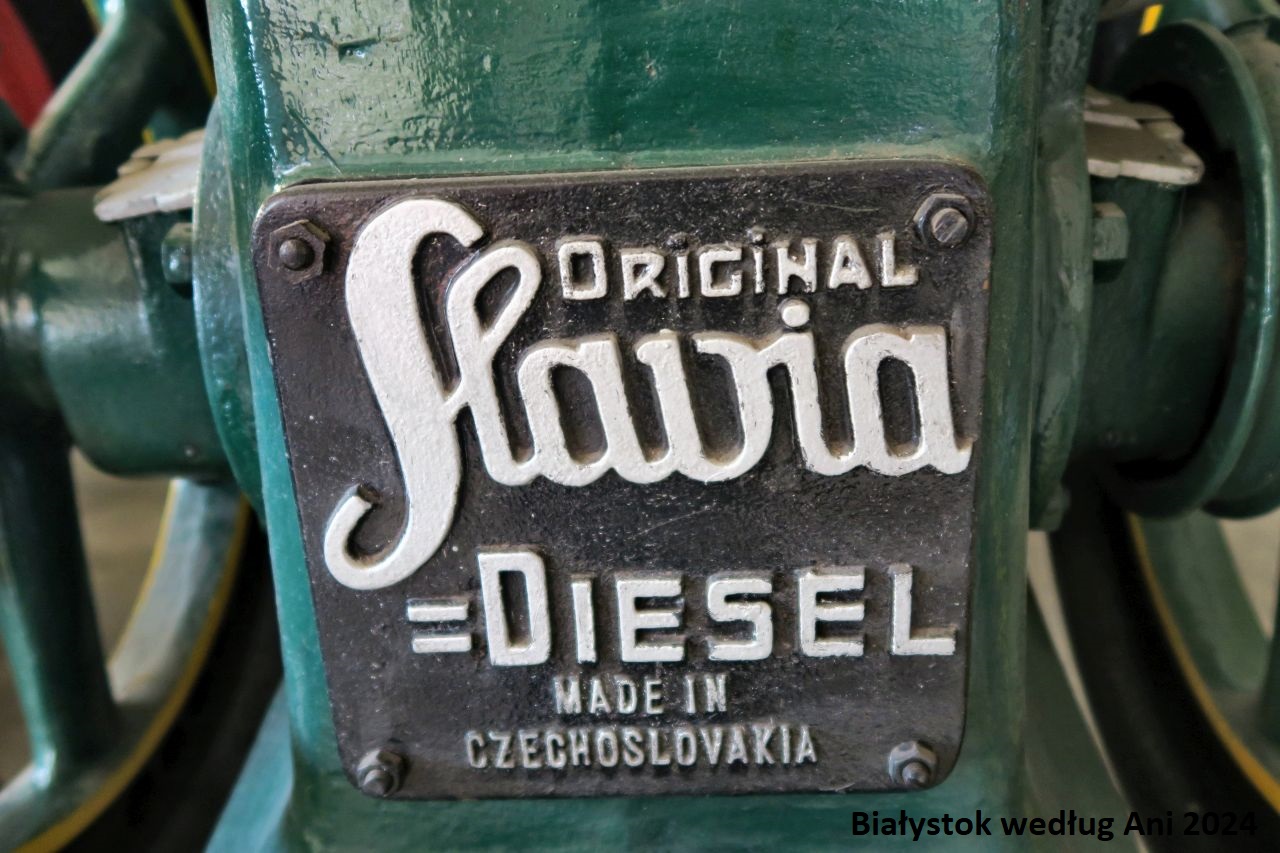 ORIGINAL
Slavia
=DIESEL
MADE IN
CZECHOSLOVAKIA
Białystok według Ani 2024